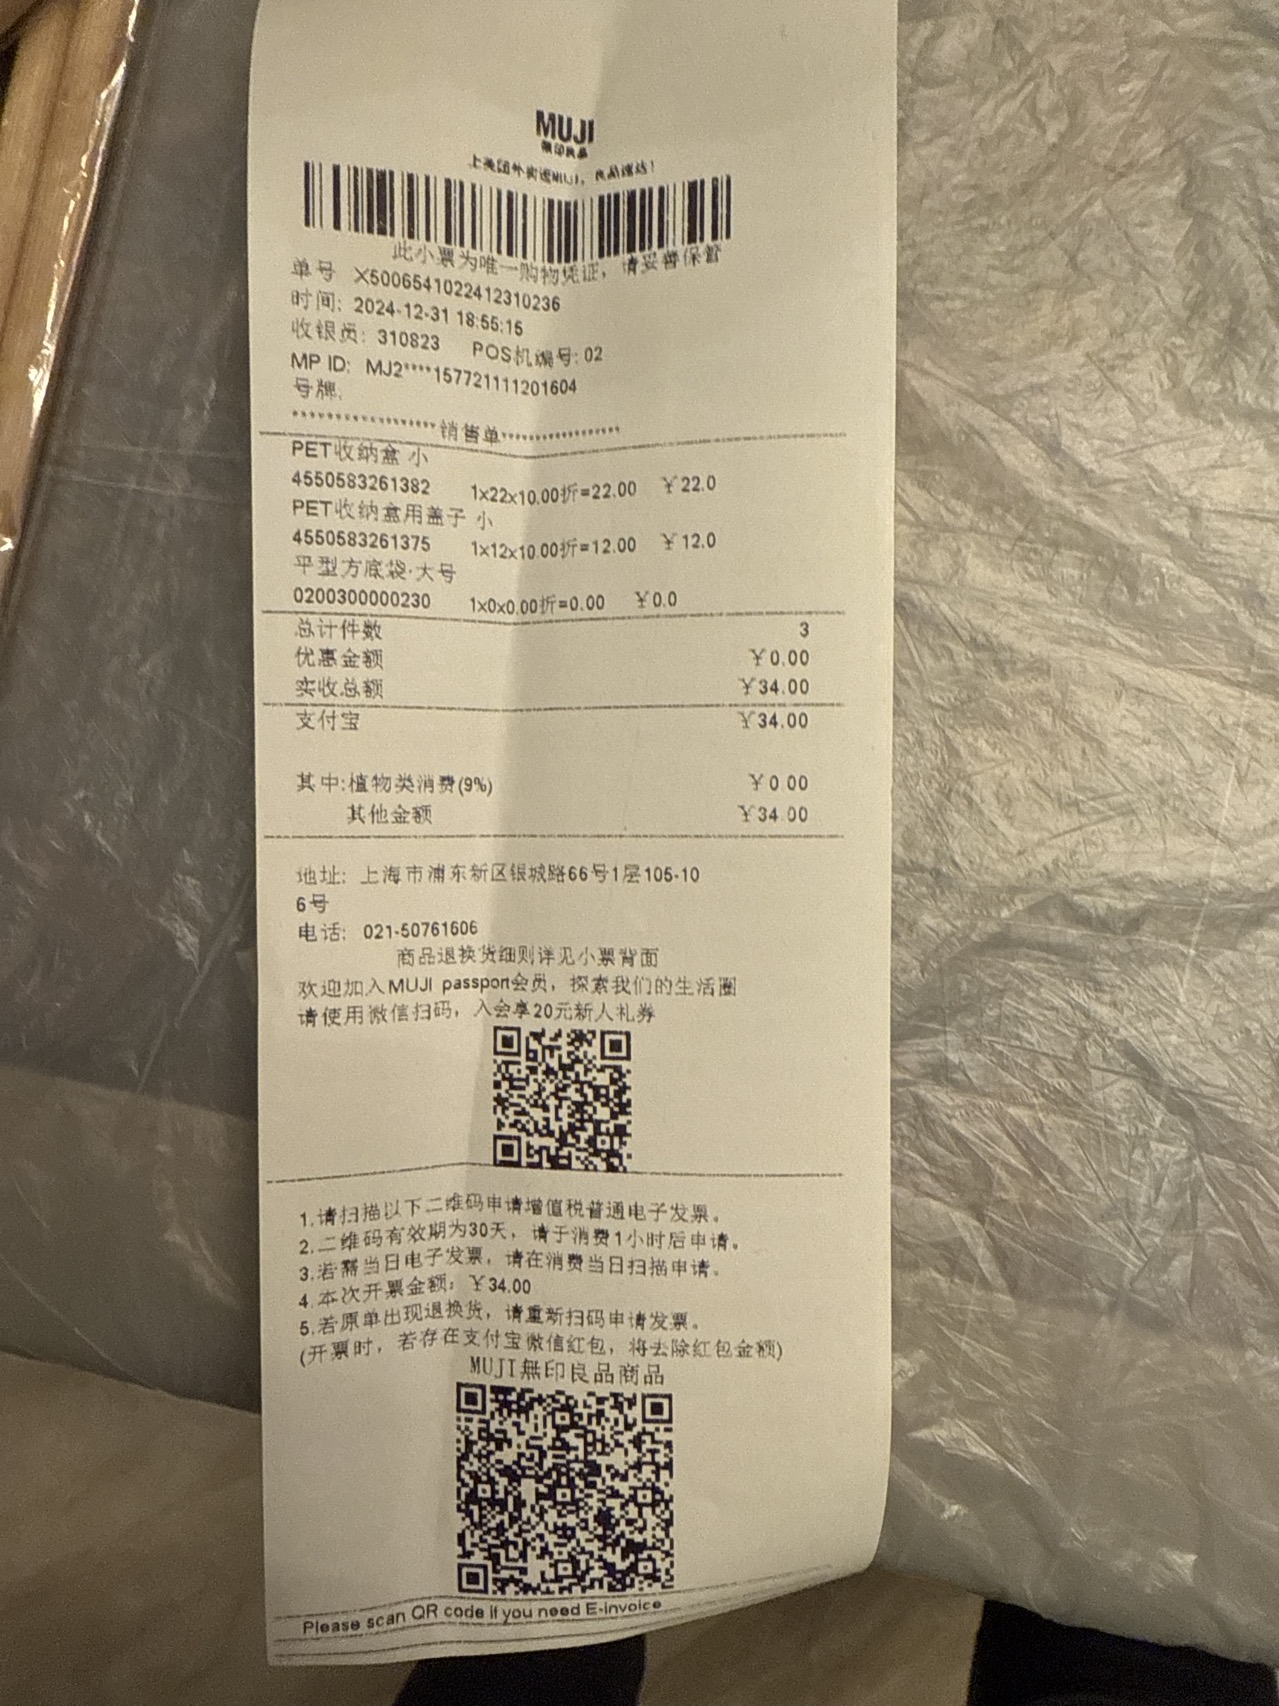 MUJI
無印良品
上美团外卖逛MUJI，良品速达！
此小票为唯一购物凭证，请妥善保管
单号 X5006541022412310236
时间: 2024-12-31 18:55:15
收银员: 310823 POS机编号: 02
MP ID: MJ2****157721111201604
号牌.
******************销售单******************
PET收纳盒 小
4550583261382 1x22x10.00折=22.00 ￥22.0
PET收纳盒用盖子 小
4550583261375 1x12x10.00折=12.00 ￥12.0
平型方底袋·大号
0200300000230 1x0x0.00折=0.00 ￥0.0
总计件数 3
优惠金额 ￥0.00
实收总额 ￥34.00
支付宝 ￥34.00
其中:植物类消费(9%) ￥0.00
其他金额 ￥34.00
地址: 上海市浦东新区银城路66号1层105-10
6号
电话: 021-50761606
商品退换货细则详见小票背面
欢迎加入MUJI passport会员，探索我们的生活圈
请使用微信扫码，入会享20元新人礼券
1.请扫描以下二维码申请增值税普通电子发票。
2.二维码有效期为30天，请于消费1小时后申请。
3.若需当日电子发票，请在消费当日扫描申请。
4.本次开票金额: ￥34.00
5.若原单出现退换货，请重新扫码申请发票。
(开票时，若存在支付宝微信红包，将去除红包金额)
MUJI無印良品商品
Please scan QR code if you need E-invoice